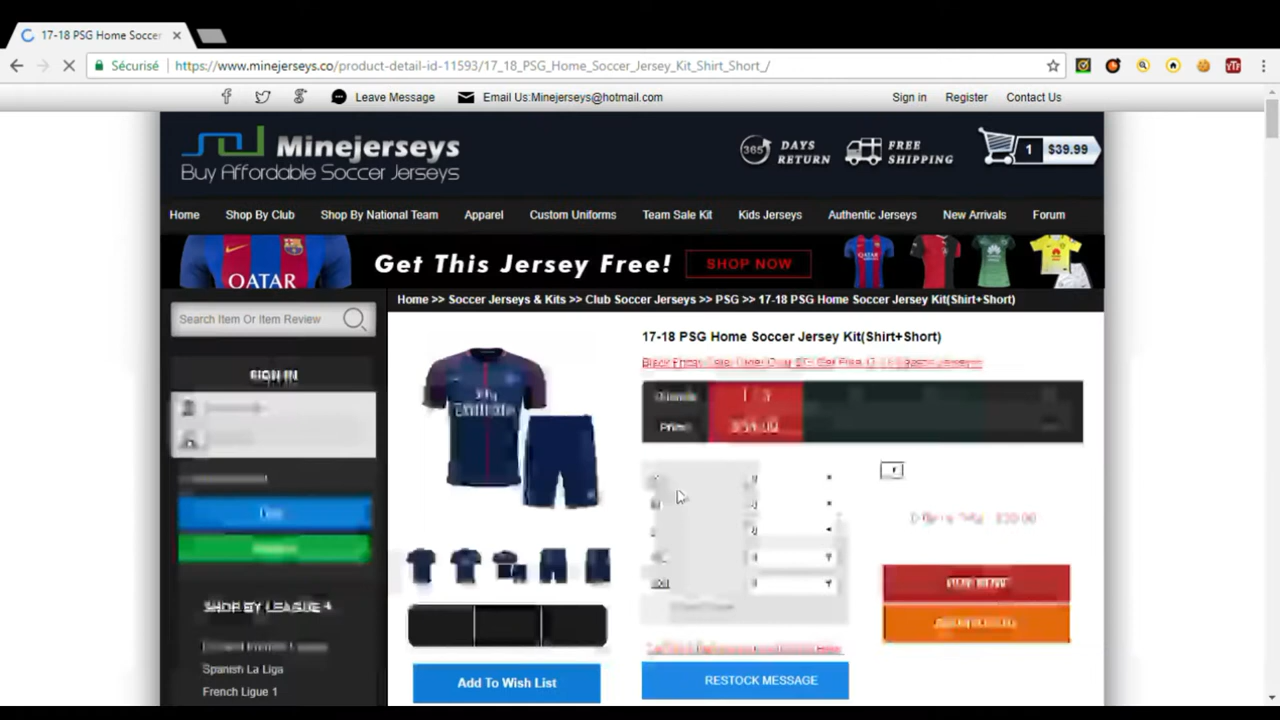 17-18 PSG Home Soccer
Sécurisé https://www.minejerseys.co/product-detail-id-11593/17_18_PSG_Home_Soccer_Jersey_Kit_Shirt_Short_/
Leave Message Email Us:Minejerseys@hotmail.com Sign in Register Contact Us
Minejerseys
Buy Affordable Soccer Jerseys
365 DAYS RETURN FREE SHIPPING 1 $39.99
Home Shop By Club Shop By National Team Apparel Custom Uniforms Team Sale Kit Kids Jerseys Authentic Jerseys New Arrivals Forum
QATAR Get This Jersey Free! SHOP NOW
Home >> Soccer Jerseys & Kits >> Club Soccer Jerseys >> PSG >> 17-18 PSG Home Soccer Jersey Kit(Shirt+Short)
Search Item Or Item Review
17-18 PSG Home Soccer Jersey Kit(Shirt+Short)
SIGN IN
Fly
Emirates
SHOP BY LEAGUE
Spanish La Liga
French Ligue 1
Add To Wish List
RESTOCK MESSAGE